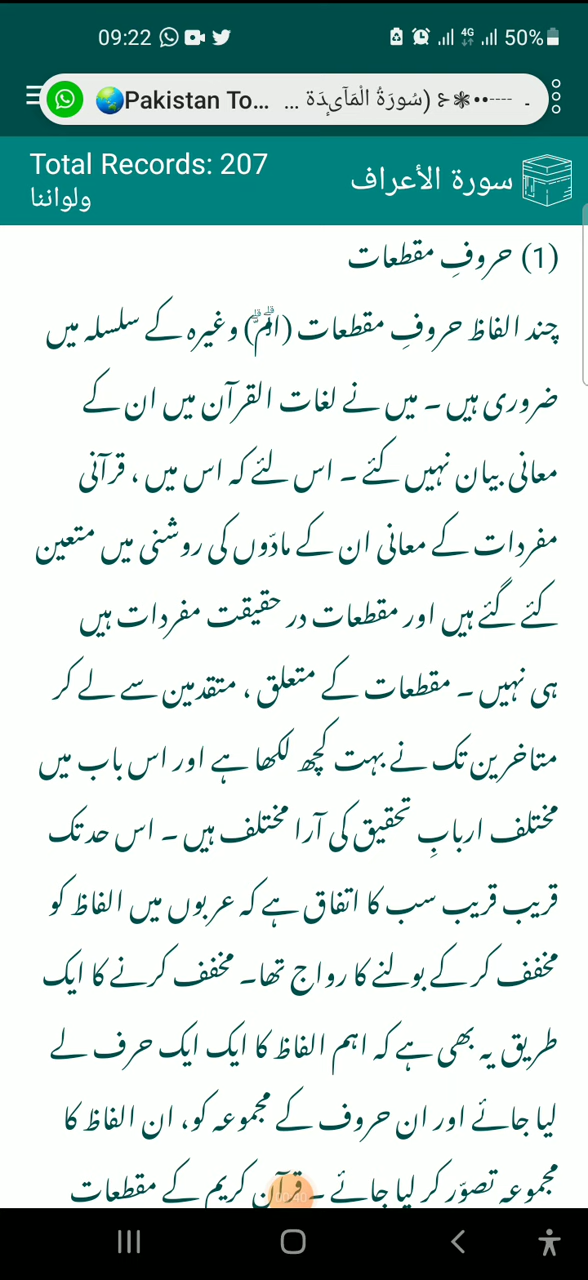 09:22 4G 50%
Pakistan To... ... سُورَةُ الْمَآىِٕدَة)
Total Records: 207
سورة الأعراف
ولواننا
(1) حروفِ مقطعات
چند الفاظ حروفِ مقطعات (الٓمّٓ) وغیرہ کے سلسلہ میں
ضروری ہیں ۔ میں نے لغات القرآن میں ان کے
معانی بیان نہیں کئے ۔ اس لئے کہ اس میں ، قرآنی
مفردات کے معانی ان کے مادّوں کی روشنی میں متعین
کئے گئے ہیں اور مقطعات در حقیقت مفردات ہیں
ہی نہیں ۔ مقطعات کے متعلق ، متقدمین سے لے کر
متاخرین تک نے بہت کچھ لکھا ہے اور اس باب میں
مختلف اربابِ تحقیق کی آرا مختلف ہیں ۔ اس حد تک
قریب قریب سب کا اتفاق ہے کہ عربوں میں الفاظ کو
مخفف کر کے بولنے کا رواج تھا۔ مخفف کرنے کا ایک
طریق یہ بھی ہے کہ اہم الفاظ کا ایک ایک حرف لے
لیا جائے اور ان حروف کے مجموعہ کو، ان الفاظ کا
مجموعہ تصوّر کر لیا جائے ۔ قرآن کریم کے مقطعات